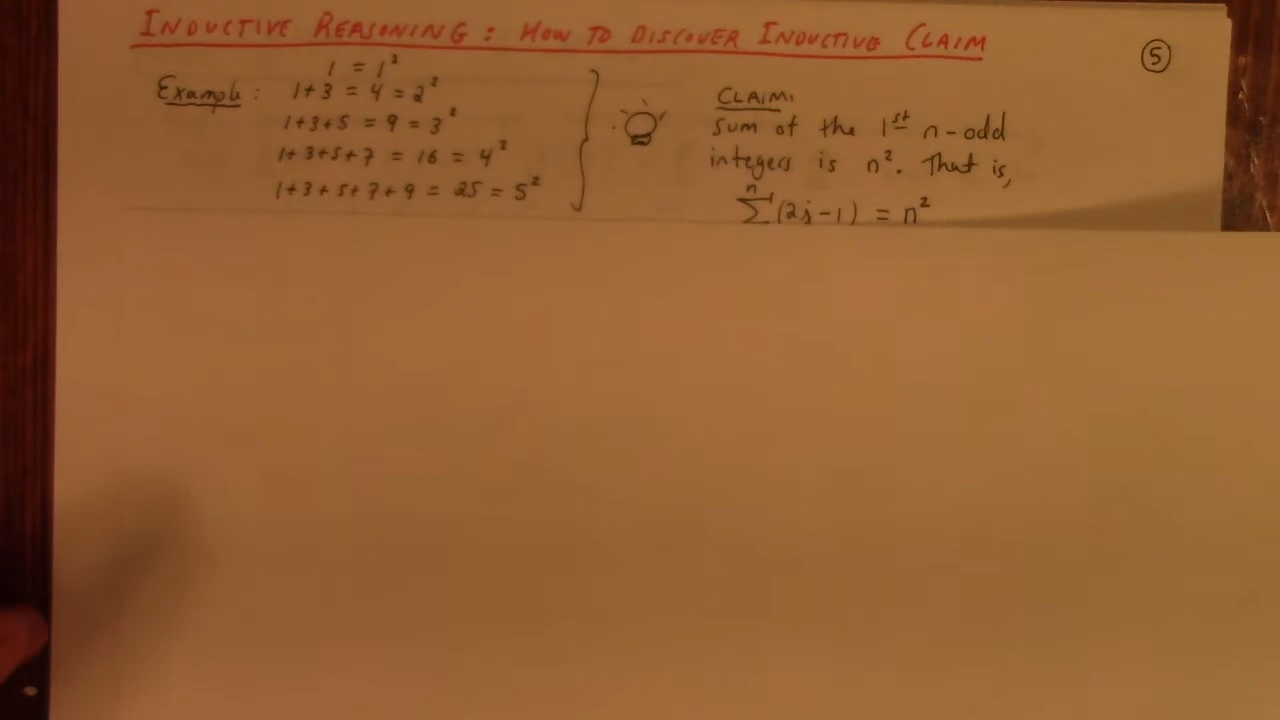 INDUCTIVE REASONING: HOW TO DISCOVER INDUCTIVE CLAIM
5
1 = 1²
Example: 1+3 = 4 = 2²
1+3+5 = 9 = 3²
1+3+5+7 = 16 = 4²
1+3+5+7+9 = 25 = 5²
CLAIM:
Sum of the 1st n-odd
integers is n². That is,
n
∑(2j-1) = n²